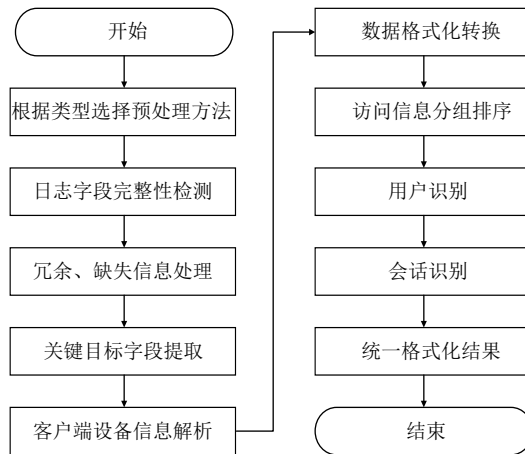 开始
根据类型选择预处理方法
日志字段完整性检测
冗余、缺失信息处理
关键目标字段提取
客户端设备信息解析
数据格式化转换
访问信息分组排序
用户识别
会话识别
统一格式化结果
结束